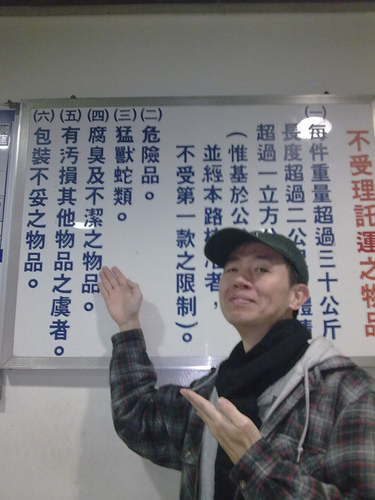 不受理託運之物品
(一)每件重量超過三十公斤
長度超過二公
超過一立方
(惟基於公
並經本路
不受第一款之限制)。
(二)危險品。
(三)猛獸蛇類。
(四)腐臭及不潔之物品。
(五)有汚損其他物品之虞者。
(六)包裝不妥之物品。